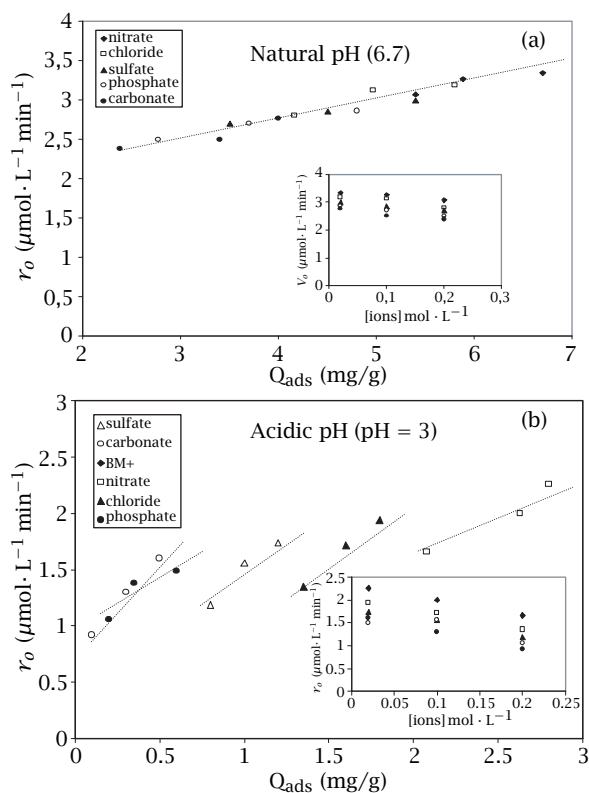 (a)
Natural pH (6.7)
nitrate
chloride
sulfate
phosphate
carbonate
4
3,5
3
2,5
2
1,5
1
0,5
0
r₀ (μmol· L⁻¹ min⁻¹)
2 3 4 5 6 7
Q_ads (mg/g)
4
3
2
1
0
V₀ (μmol· L⁻¹ min⁻¹)
0 0,1 0,2 0,3
[ions] mol · L⁻¹
(b)
Acidic pH (pH = 3)
sulfate
carbonate
BM+
nitrate
chloride
phosphate
3
2.5
2
1.5
1
0.5
0
r₀ (μmol· L⁻¹ min⁻¹)
0 0.5 1 1.5 2 2.5 3
Q_ads (mg/g)
2.5
2
1.5
1
0.5
0
r₀ (μmol· L⁻¹ min⁻¹)
0 0.05 0.1 0.15 0.2 0.25
[ions] mol · L⁻¹